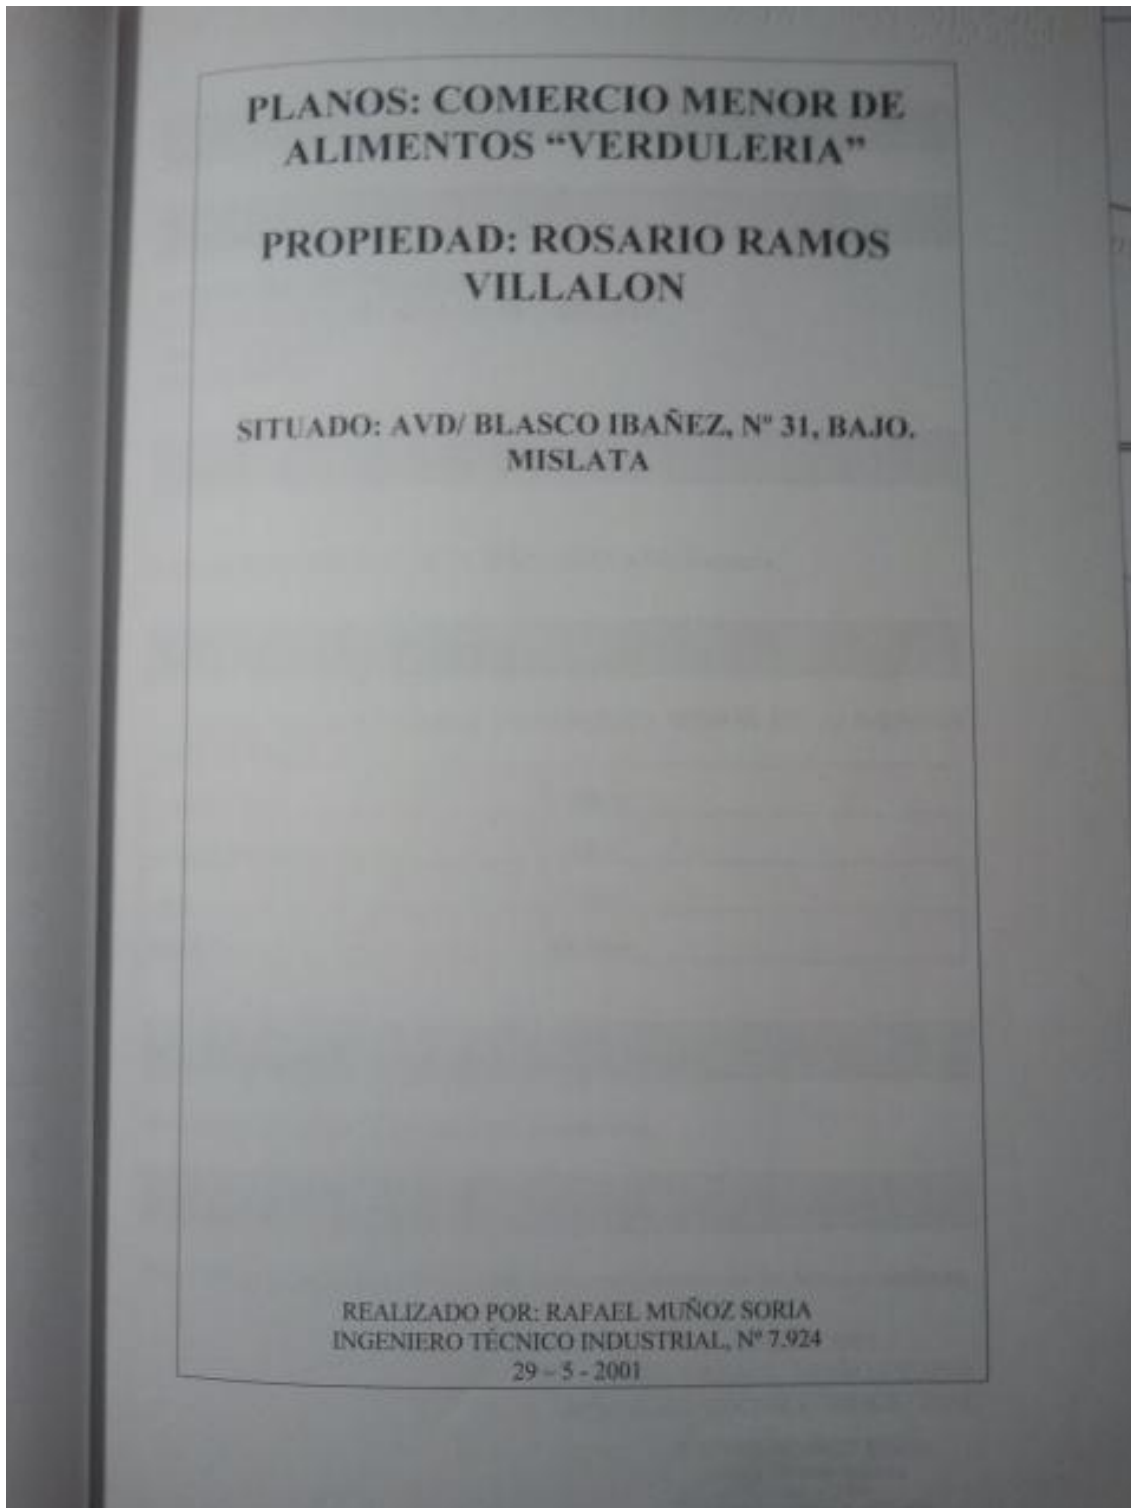 PLANOS: COMERCIO MENOR DE
ALIMENTOS “VERDULERIA”
PROPIEDAD: ROSARIO RAMOS
VILLALON
SITUADO: AVD/ BLASCO IBAÑEZ, Nº 31, BAJO.
MISLATA
REALIZADO POR: RAFAEL MUÑOZ SORIA
INGENIERO TÉCNICO INDUSTRIAL, Nº 7.924
29 – 5 - 2001